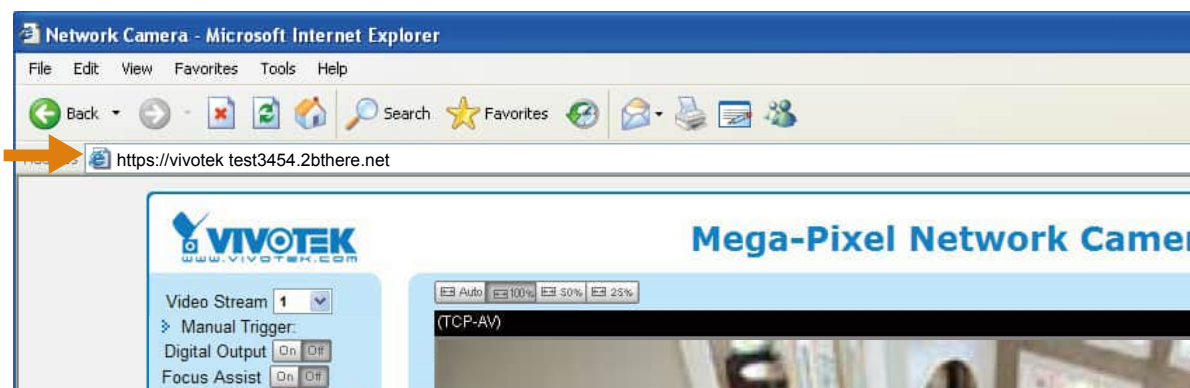 Network Camera - Microsoft Internet Explorer
File Edit View Favorites Tools Help
Back Search Favorites
https://vivotek test3454.2bthere.net
VIVOTEK
www.vivotek.com
Mega-Pixel Network Camer
Auto 100% 50% 25%
Video Stream 1
(TCP-AV)
Manual Trigger:
Digital Output On Off
Focus Assist On Off